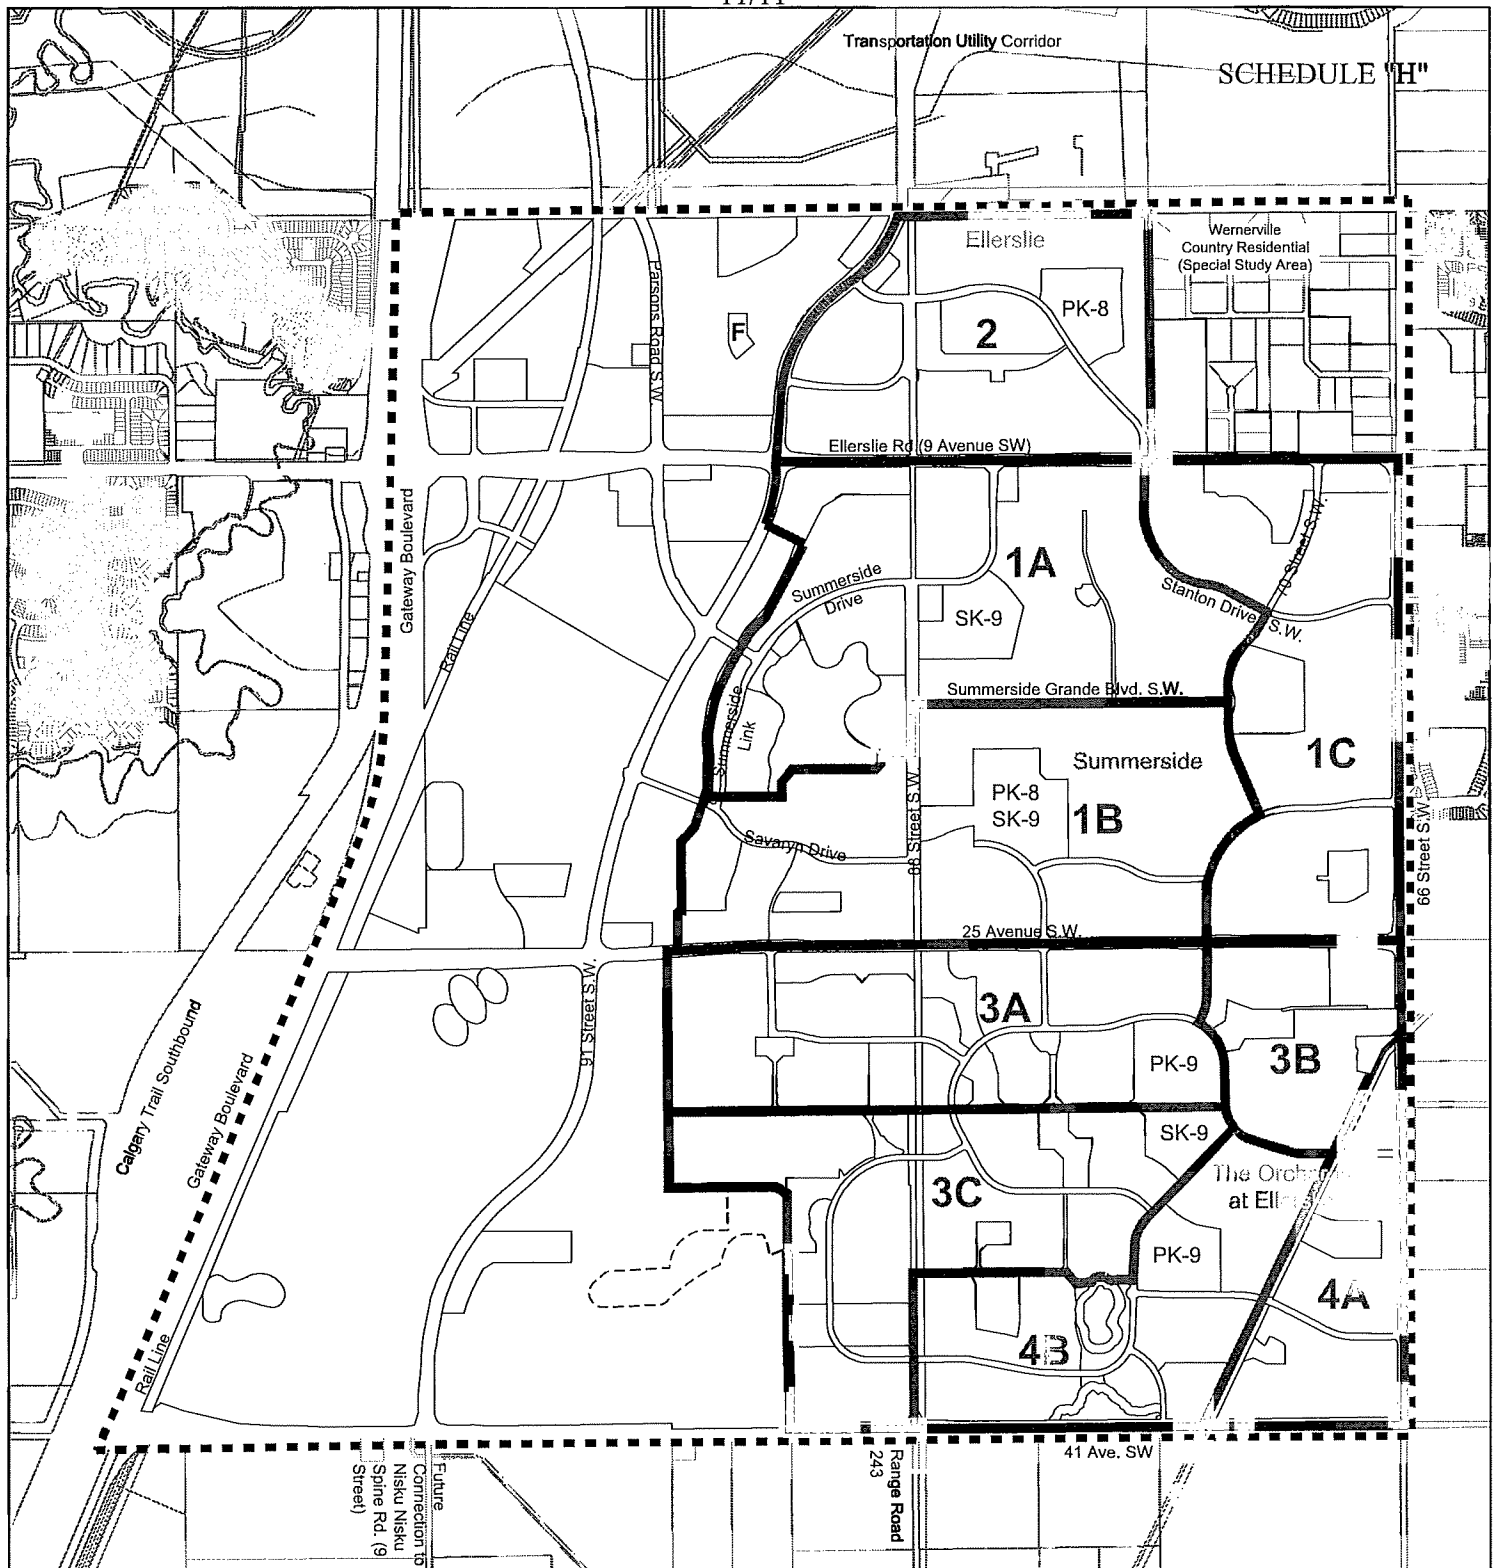 Transportation Utility Corridor
SCHEDULE "H"
Ellerslie
Wernerville
Country Residential
(Special Study Area)
PK-8
2
F
Parsons Road S.W.
Ellerslie Rd (9 Avenue SW)
Gateway Boulevard
Rail Line
1A
Summerside
Drive
SK-9
70 Street S.W.
Stanton Drive S.W.
Summerside Grande Blvd. S.W.
Summerside
Link
Summerside
1C
PK-8
SK-9
1B
88 Street S.W.
Savaryn Drive
66 Street S.W.
25 Avenue S.W.
91 Street S.W.
3A
PK-9
3B
Calgary Trail Southbound
Gateway Boulevard
SK-9
The
at
3C
PK-9
4A
4B
Rail Line
41 Ave. SW
Range Road
243
Future
Connection to
Nisku Nisku
Spine Rd. (9
Street)